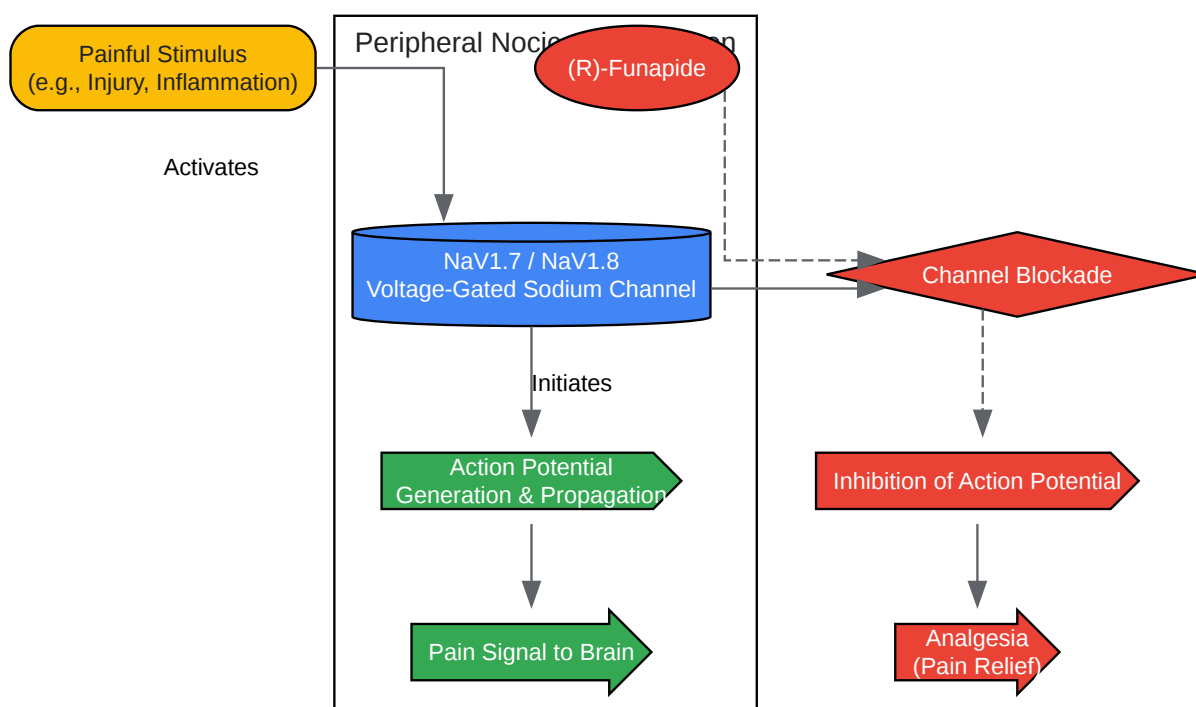 Painful Stimulus
(e.g., Injury, Inflammation)
Peripheral
(R)-Funapide
Activates
NaV1.7 / NaV1.8
Voltage-Gated Sodium Channel
Channel Blockade
Initiates
Action Potential
Generation & Propagation
Inhibition of Action Potential
Pain Signal to Brain
Analgesia
(Pain Relief)